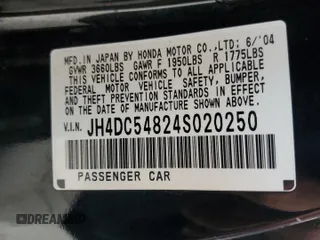 MFD. IN JAPAN BY HONDA MOTOR CO., LTD. 6/'04
GVWR 3660LBS GAWR F 1950LBS R 1775LBS
THIS VEHICLE CONFORMS TO ALL APPLICABLE
FEDERAL MOTOR VEHICLE SAFETY, BUMPER,
AND THEFT PREVENTION STANDARDS IN EFFECT
ON THE DATE OF MANUFACTURE SHOWN ABOVE.
V.I.N. JH4DC54824S020250
PASSENGER CAR
DREAM